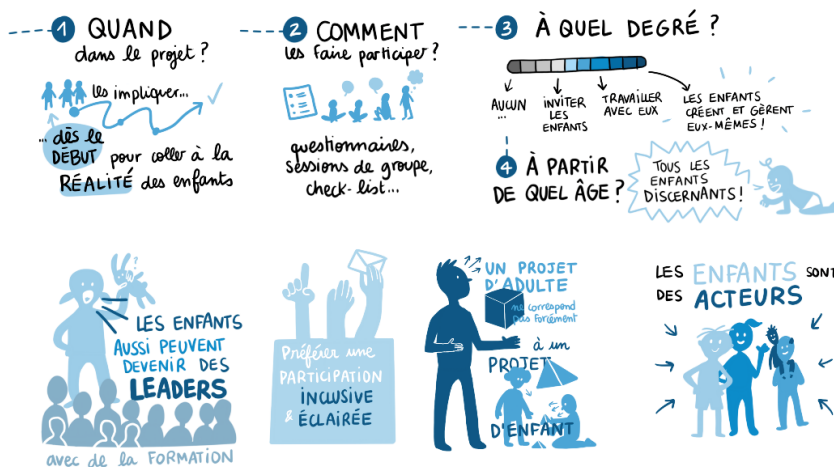 1 QUAND
dans le projet ?
les impliquer...
... dès le
DÉBUT pour coller à la
RÉALITÉ des enfants
2 COMMENT
les faire participer ?
questionnaires,
sessions de groupe,
check-list...
3 À QUEL DEGRÉ ?
AUCUN
...
INVITER
LES
ENFANTS
TRAVAILLER
AVEC EUX
LES ENFANTS
CRÉENT ET GÈRENT
EUX-MÊMES !
4 À PARTIR
DE QUEL ÂGE ?
TOUS LES
ENFANTS
DISCERNANTS !
LES ENFANTS
AUSSI PEUVENT
DEVENIR DES
LEADERS
avec de la FORMATION
Préférer une
PARTICIPATION
INCLUSIVE
& ÉCLAIRÉE
UN PROJET
D'ADULTE
ne correspond
pas forcément
à un
PROJET
D'ENFANT
LES ENFANTS SONT
DES ACTEURS